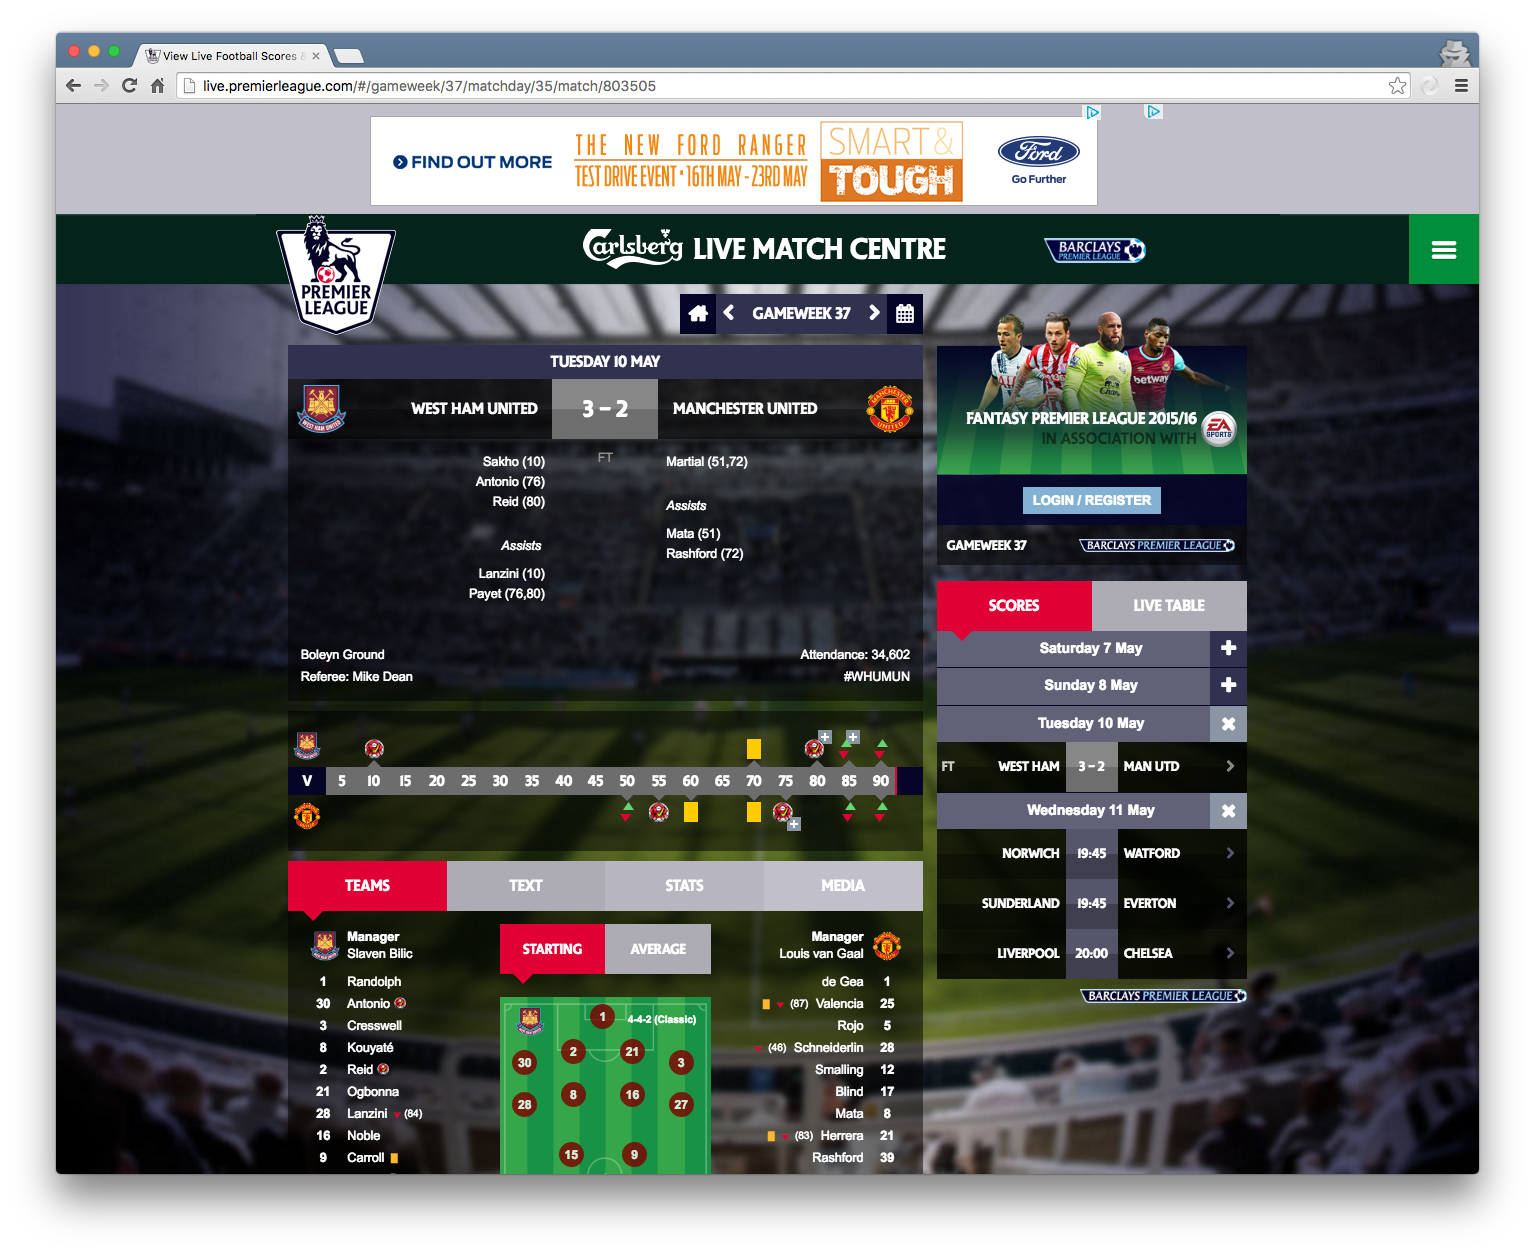 View Live Football Scores &
live.premierleague.com/#/gameweek/37/matchday/35/match/803505
FIND OUT MORE
THE NEW FORD RANGER
TEST DRIVE EVENT • 16TH MAY - 23RD MAY
SMART &
TOUGH
Ford
Go Further
PREMIER
LEAGUE
Carlsberg LIVE MATCH CENTRE
BARCLAYS
PREMIER LEAGUE
GAMEWEEK 37
TUESDAY 10 MAY
WEST HAM UNITED
3 – 2
MANCHESTER UNITED
WEST HAM UNITED
MANCHESTER
UNITED
FT
Sakho (10)
Antonio (76)
Reid (80)
Assists
Lanzini (10)
Payet (76,80)
Martial (51,72)
Assists
Mata (51)
Rashford (72)
Boleyn Ground
Referee: Mike Dean
Attendance: 34,602
#WHUMUN
V 5 10 15 20 25 30 35 40 45 50 55 60 65 70 75 80 85 90
TEAMS TEXT STATS MEDIA
Manager
Slaven Bilic
1 Randolph
30 Antonio
3 Cresswell
8 Kouyaté
2 Reid
21 Ogbonna
28 Lanzini (84)
16 Noble
9 Carroll
STARTING AVERAGE
4-4-2 (Classic)
1
30 2 21 3
28 8 16 27
15 9
Manager
Louis van Gaal
de Gea 1
(87) Valencia 25
Rojo 5
(46) Schneiderlin 28
Smalling 12
Blind 17
Mata 8
(83) Herrera 21
Rashford 39
betway
FANTASY PREMIER LEAGUE 2015/16
IN ASSOCIATION WITH
EA
SPORTS
LOGIN / REGISTER
GAMEWEEK 37
BARCLAYS PREMIER LEAGUE
SCORES LIVE TABLE
Saturday 7 May
Sunday 8 May
Tuesday 10 May
FT WEST HAM 3 – 2 MAN UTD
Wednesday 11 May
NORWICH 19:45 WATFORD
SUNDERLAND 19:45 EVERTON
LIVERPOOL 20:00 CHELSEA
BARCLAYS PREMIER LEAGUE